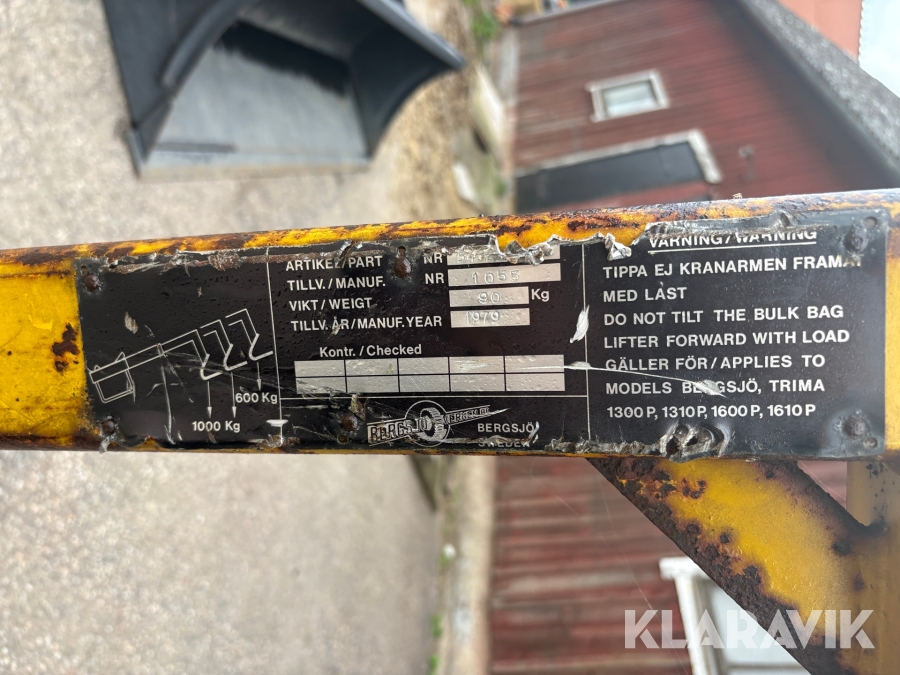 ARTIKEL/PART NR
TILLV./MANUF. NR 1055
VIKT/WEIGT 90 Kg
TILLV. ÅR/MANUF.YEAR 1979
Kontr./Checked
600 Kg
1000 Kg
BERGSJÖ
BERGSJÖ
SWEDEN
VARNING/WARNING
TIPPA EJ KRANARMEN FRAMÅT
MED LAST
DO NOT TILT THE BULK BAG
LIFTER FORWARD WITH LOAD
GÄLLER FÖR/APPLIES TO
MODELS BERGSJÖ, TRIMA
1300 P, 1310 P, 1600 P, 1610 P
KLARAVIK